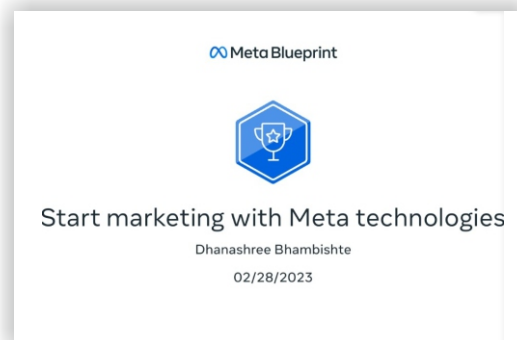 Meta Blueprint
Start marketing with Meta technologies
Dhanashree Bhambishte
02/28/2023